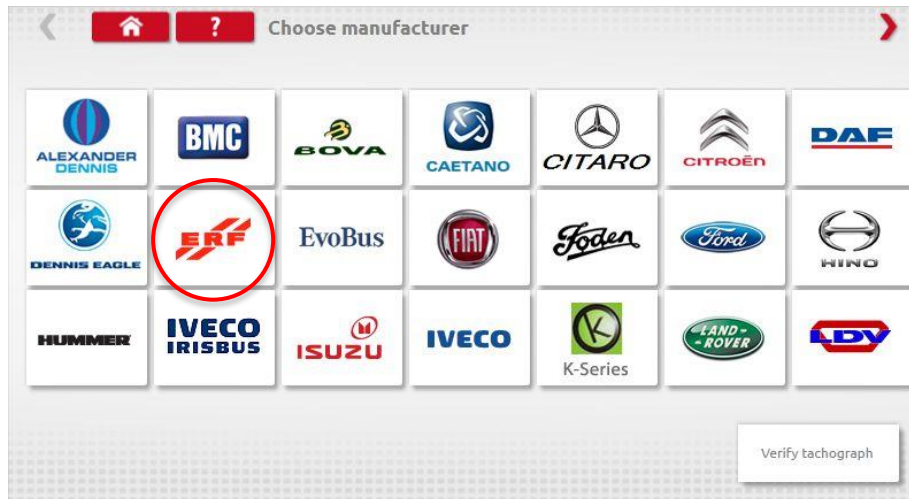 ?
Choose manufacturer
ALEXANDER
DENNIS
BMC
BOVA
CAETANO
CITARO
CITROËN
DAF
DENNIS EAGLE
ERF
EvoBus
FIAT
Foden
Ford
HINO
HUMMER
IVECO
IRISBUS
ISUZU
IVECO
K
K-Series
LAND-
-ROVER
LDV
Verify tachograph